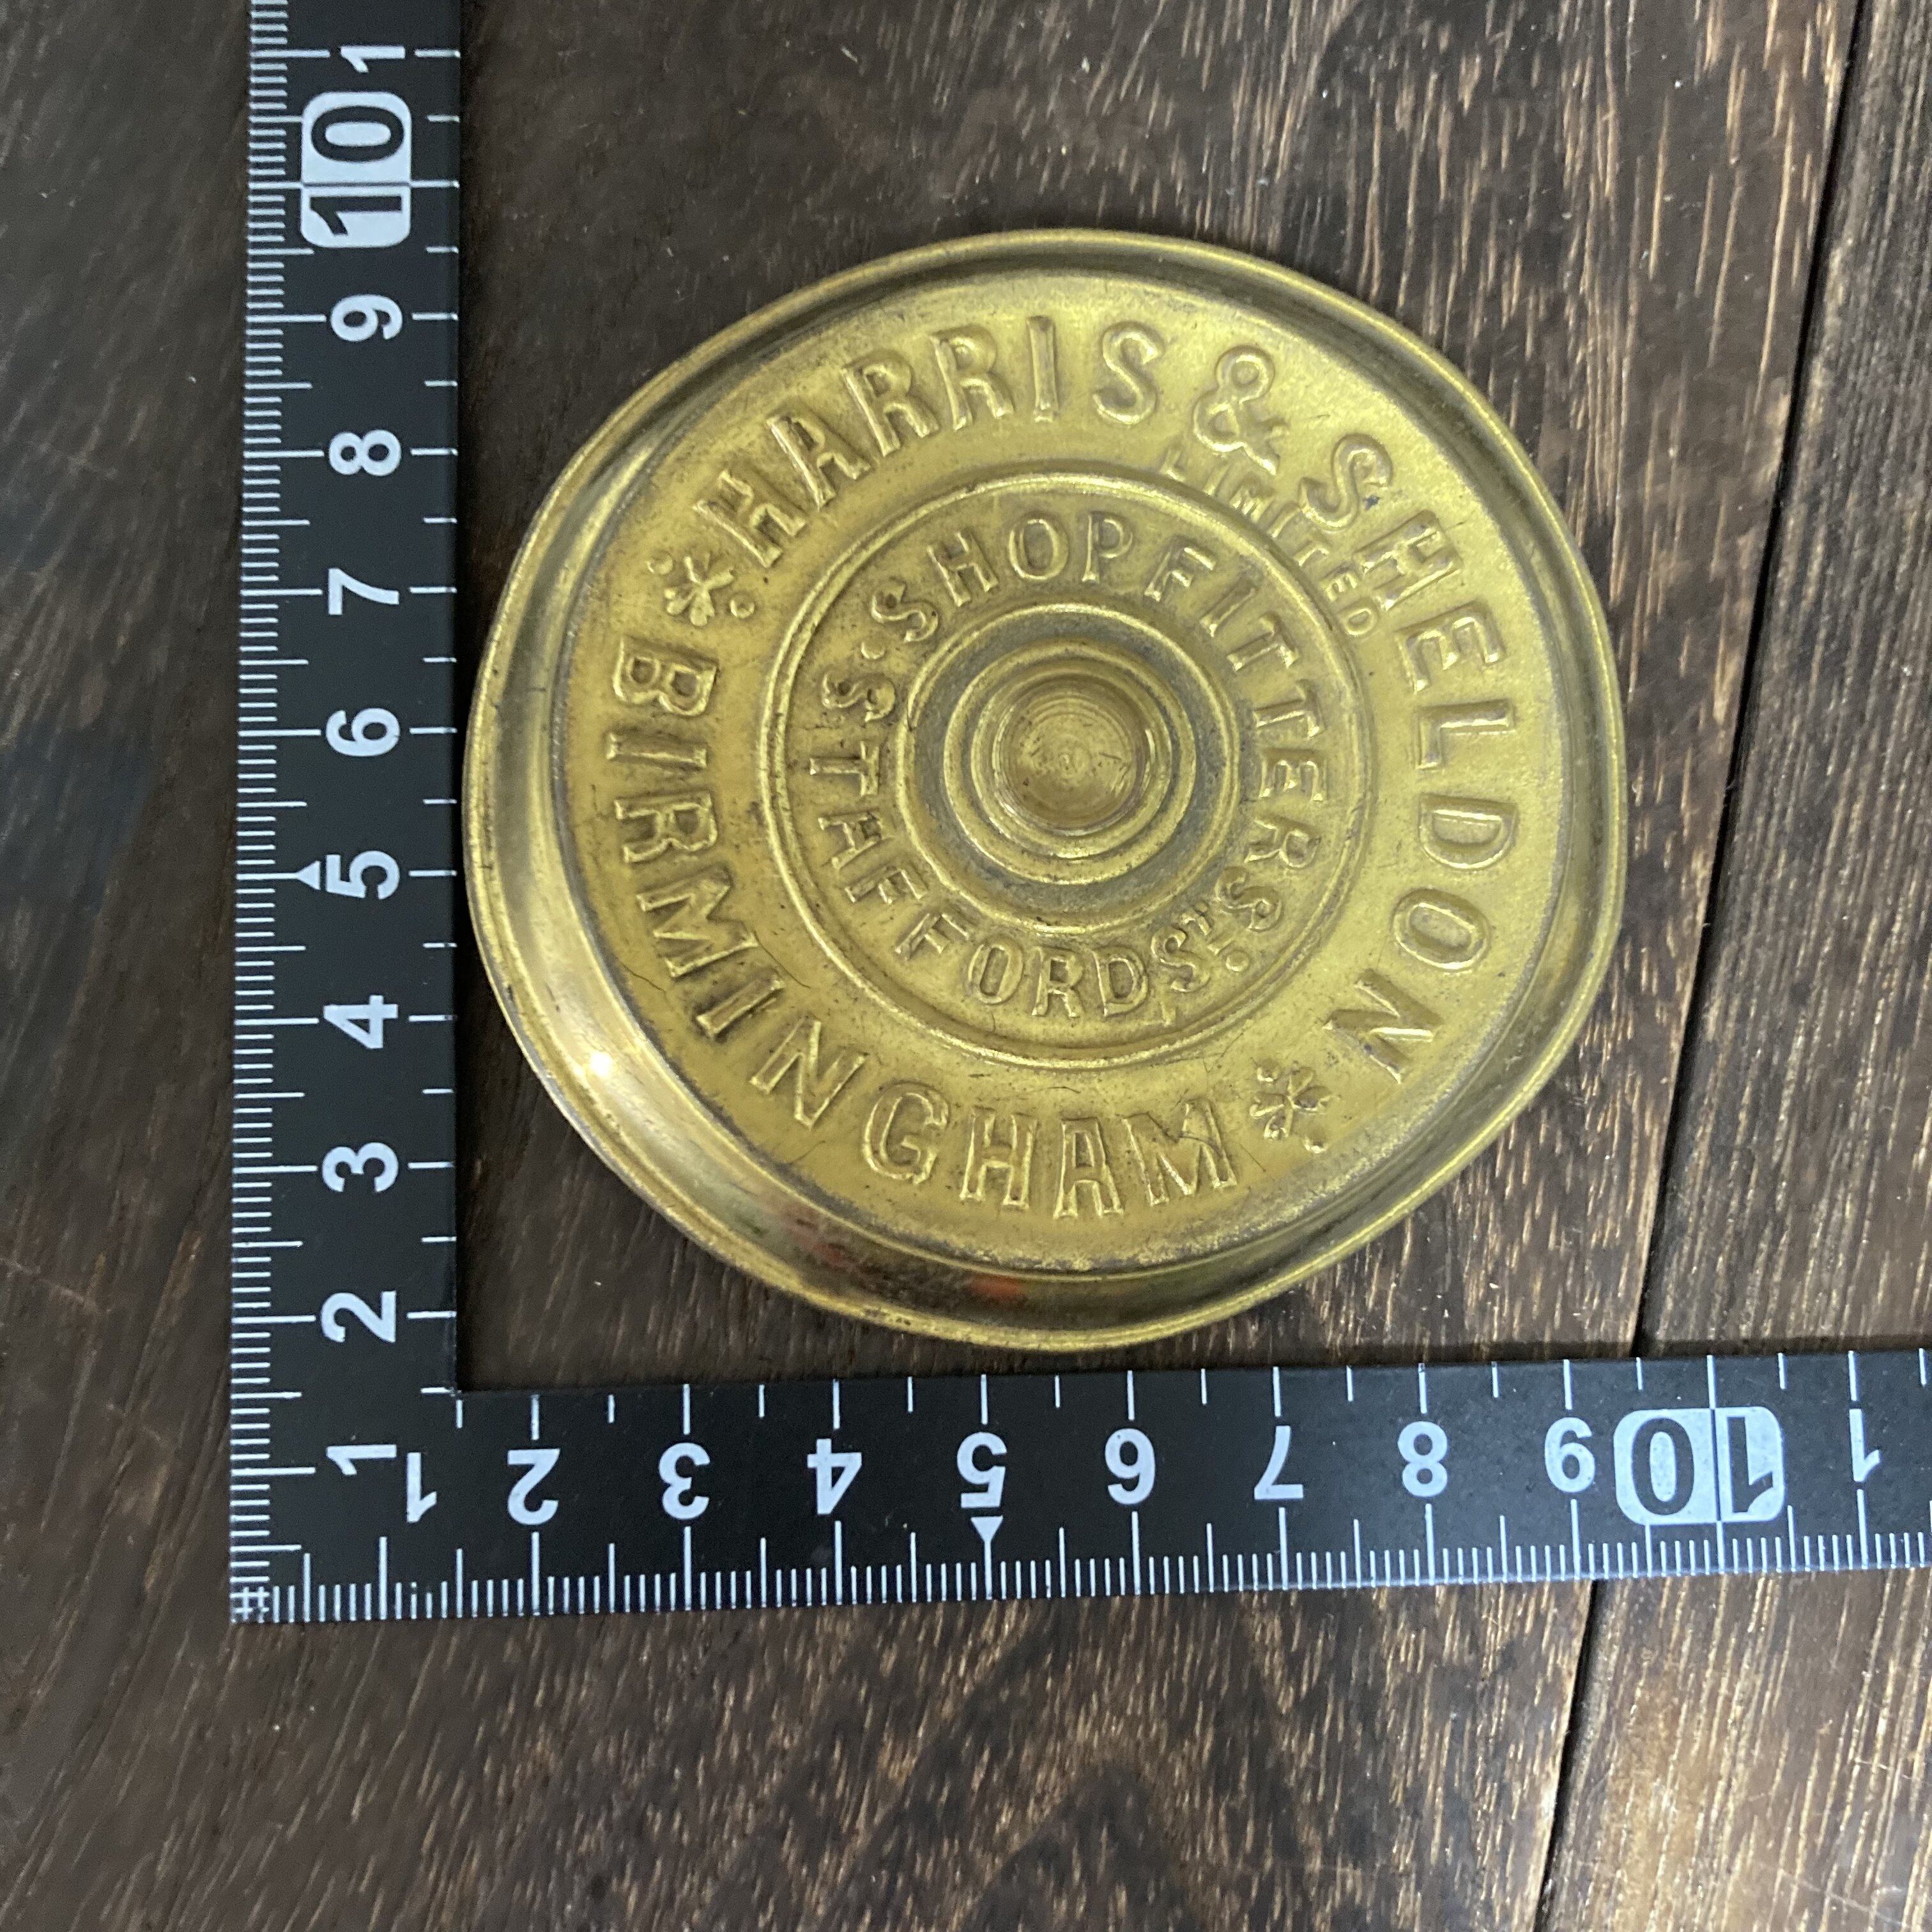 HARRIS & SHELDON
LIMITED
BIRMINGHAM
SHOPFITTERS
STAFFORD ST
1 2 3 4 5 6 7 8 9 10 1
1 2 3 4 5 6 7 8 9 10 1